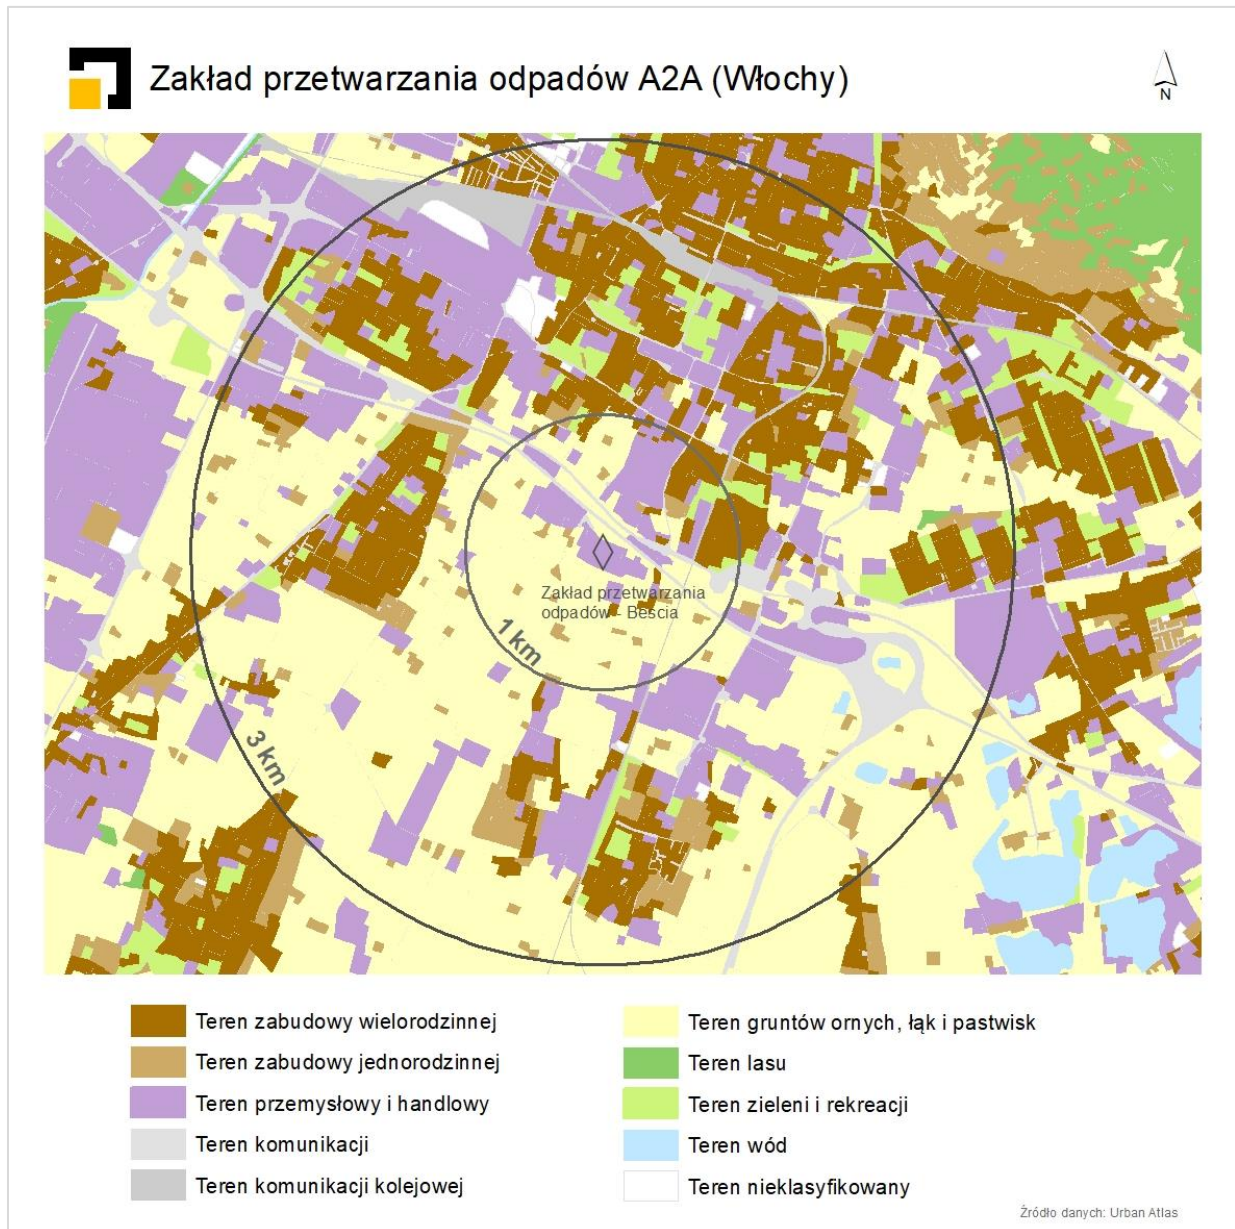 Zakład przetwarzania odpadów A2A (Włochy)
N
Zakład przetwarzania
odpadów - Bescia
1 km
3 km
Teren zabudowy wielorodzinnej
Teren zabudowy jednorodzinnej
Teren przemysłowy i handlowy
Teren komunikacji
Teren komunikacji kolejowej
Teren gruntów ornych, łąk i pastwisk
Teren lasu
Teren zieleni i rekreacji
Teren wód
Teren nieklasyfikowany
Źródło danych: Urban Atlas